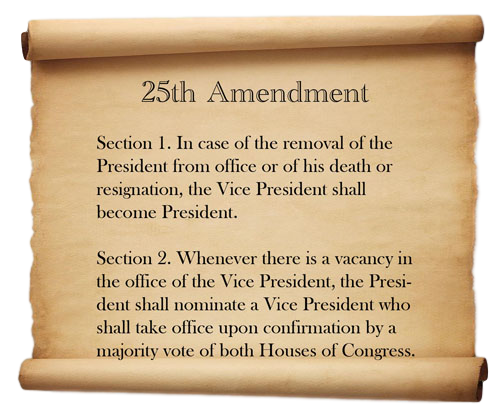 25th Amendment
Section 1. In case of the removal of the
President from office or of his death or
resignation, the Vice President shall
become President.
Section 2. Whenever there is a vacancy in
the office of the Vice President, the Presi-
dent shall nominate a Vice President who
shall take office upon confirmation by a
majority vote of both Houses of Congress.